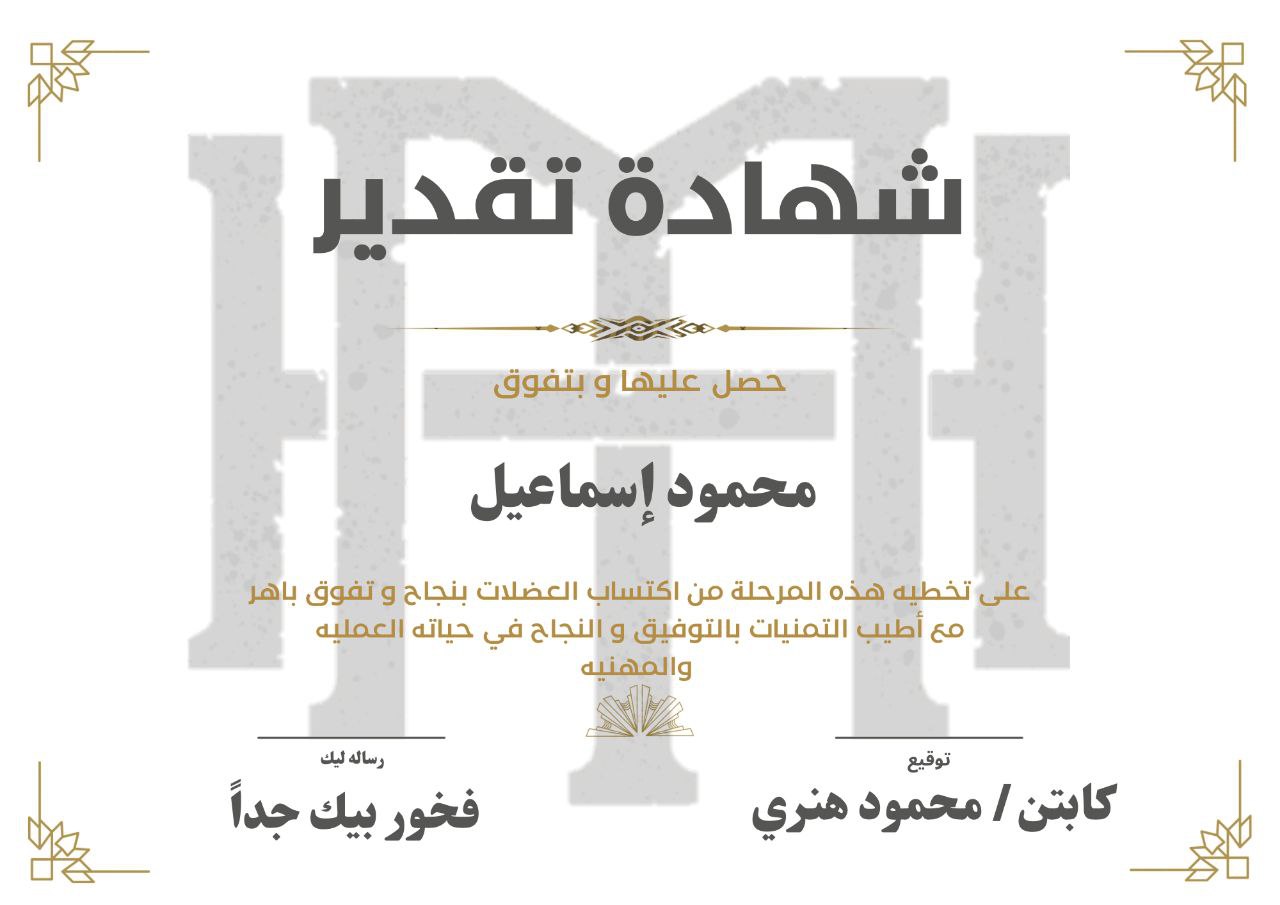 شهادة تقدير
حصل عليها و بتفوق
محمود إسماعيل
على تخطيه هذه المرحلة من اكتساب العضلات بنجاح و تفوق باهر
مع أطيب التمنيات بالتوفيق و النجاح في حياته العمليه
والمهنيه
توقيع
كابتن / محمود هنري
رساله ليك
فخور بيك جداً